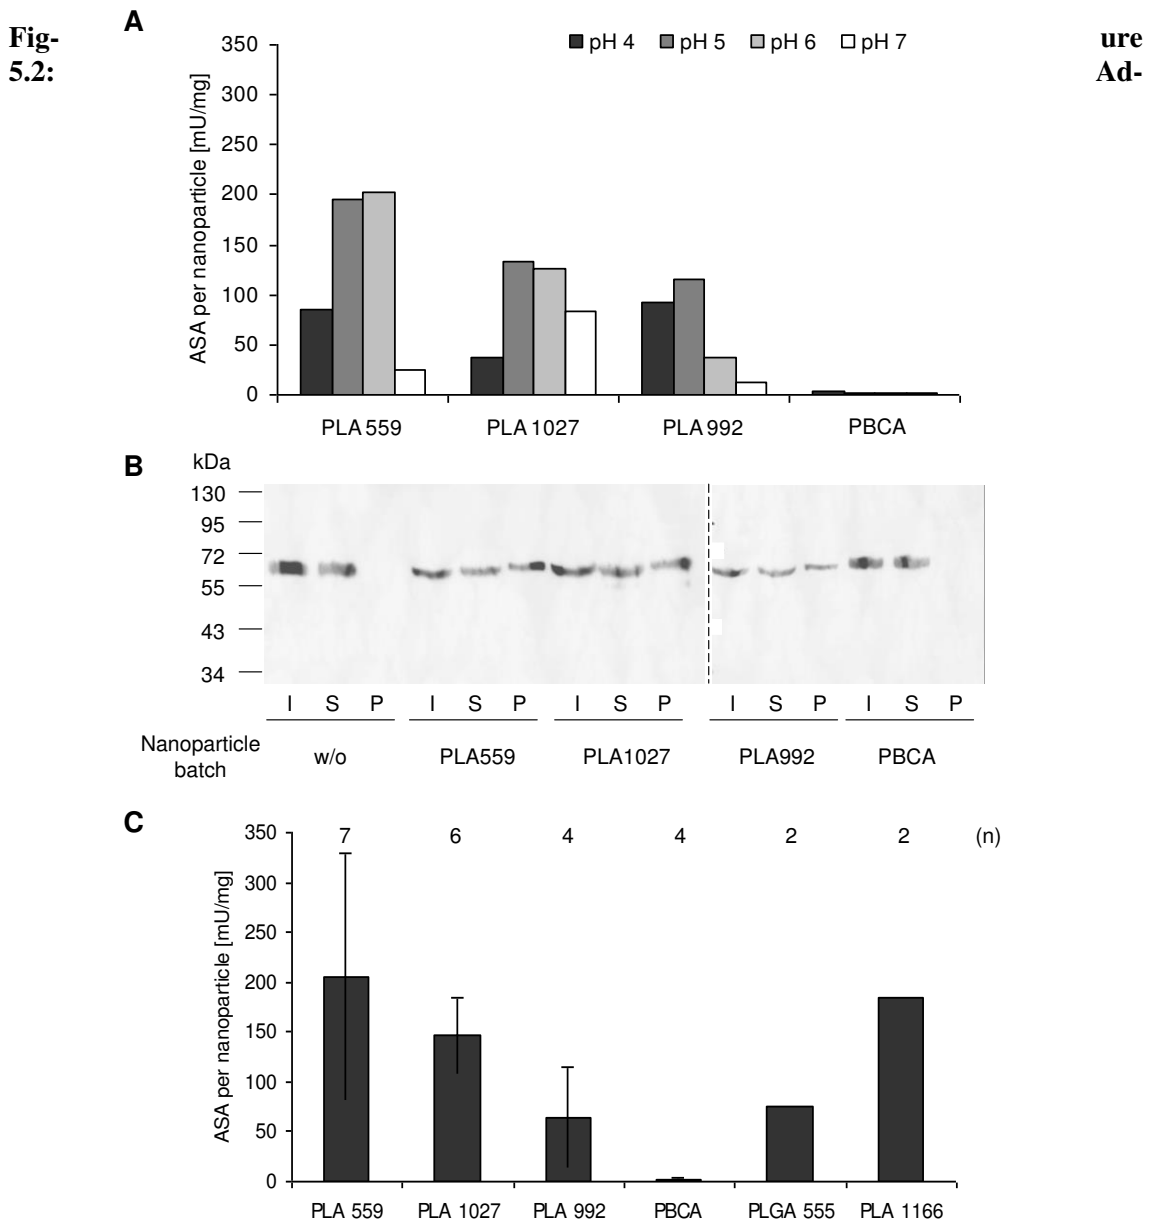 Fig- ure
5.2: Ad-
A
350 pH 4 pH 5 pH 6 pH 7
300
250
200
150
100
50
0
ASA per nanoparticle [mU/mg]
PLA 559 PLA 1027 PLA 992 PBCA
B
kDa
130
95
72
55
43
34
I S P I S P I S P I S P I S P
Nanoparticle
batch
w/o PLA559 PLA1027 PLA992 PBCA
C
350 7 6 4 4 2 2 (n)
300
250
200
150
100
50
0
ASA per nanoparticle [mU/mg]
PLA 559 PLA 1027 PLA 992 PBCA PLGA 555 PLA 1166